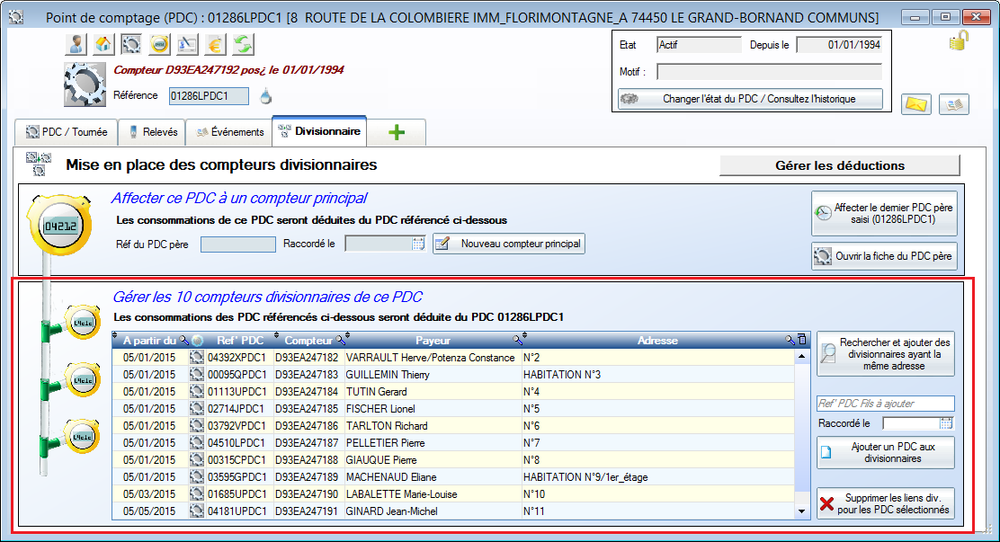 Point de comptage (PDC) : 01286LPDC1 [8 ROUTE DE LA COLOMBIERE IMM_FLORIMONTAGNE_A 74450 LE GRAND-BORNAND COMMUNS]
Compteur D93EA247192 pos¿ le 01/01/1994
Référence 01286LPDC1
Etat Actif Depuis le 01/01/1994
Motif :
Changer l'état du PDC / Consultez l'historique
PDC / Tournée Relevés Événements Divisionnaire
Mise en place des compteurs divisionnaires
Gérer les déductions
Affecter ce PDC à un compteur principal
Les consommations de ce PDC seront déduites du PDC référencé ci-dessous
Réf du PDC père Raccordé le Nouveau compteur principal
Affecter le dernier PDC père
saisi (01286LPDC1)
Ouvrir la fiche du PDC père
04212
Gérer les 10 compteurs divisionnaires de ce PDC
Les consommations des PDC référencés ci-dessous seront déduite du PDC 01286LPDC1
A partir du Ref° PDC Compteur Payeur Adresse
05/01/2015 04392XPDC1 D93EA247182 VARRAULT Herve/Potenza Constance N°2
05/01/2015 00095QPDC1 D93EA247183 GUILLEMIN Thierry HABITATION N°3
05/01/2015 01113UPDC1 D93EA247184 TUTIN Gerard N°4
05/01/2015 02714JPDC1 D93EA247185 FISCHER Lionel N°5
05/01/2015 03792VPDC1 D93EA247186 TARLTON Richard N°6
05/01/2015 04510LPDC1 D93EA247187 PELLETIER Pierre N°7
05/01/2015 00315CPDC1 D93EA247188 GIAUQUE Pierre N°8
05/01/2015 03595GPDC1 D93EA247189 MACHENAUD Eliane HABITATION N°9/1er_étage
05/03/2015 01685UPDC1 D93EA247190 LABALETTE Marie-Louise N°10
05/05/2015 04181UPDC1 D93EA247191 GINARD Jean-Michel N°11
Rechercher et ajouter des
divisionnaires ayant la
même adresse
Ref° PDC Fils à ajouter
Raccordé le
Ajouter un PDC aux
divisionnaires
Supprimer les liens div.
pour les PDC sélectionnés